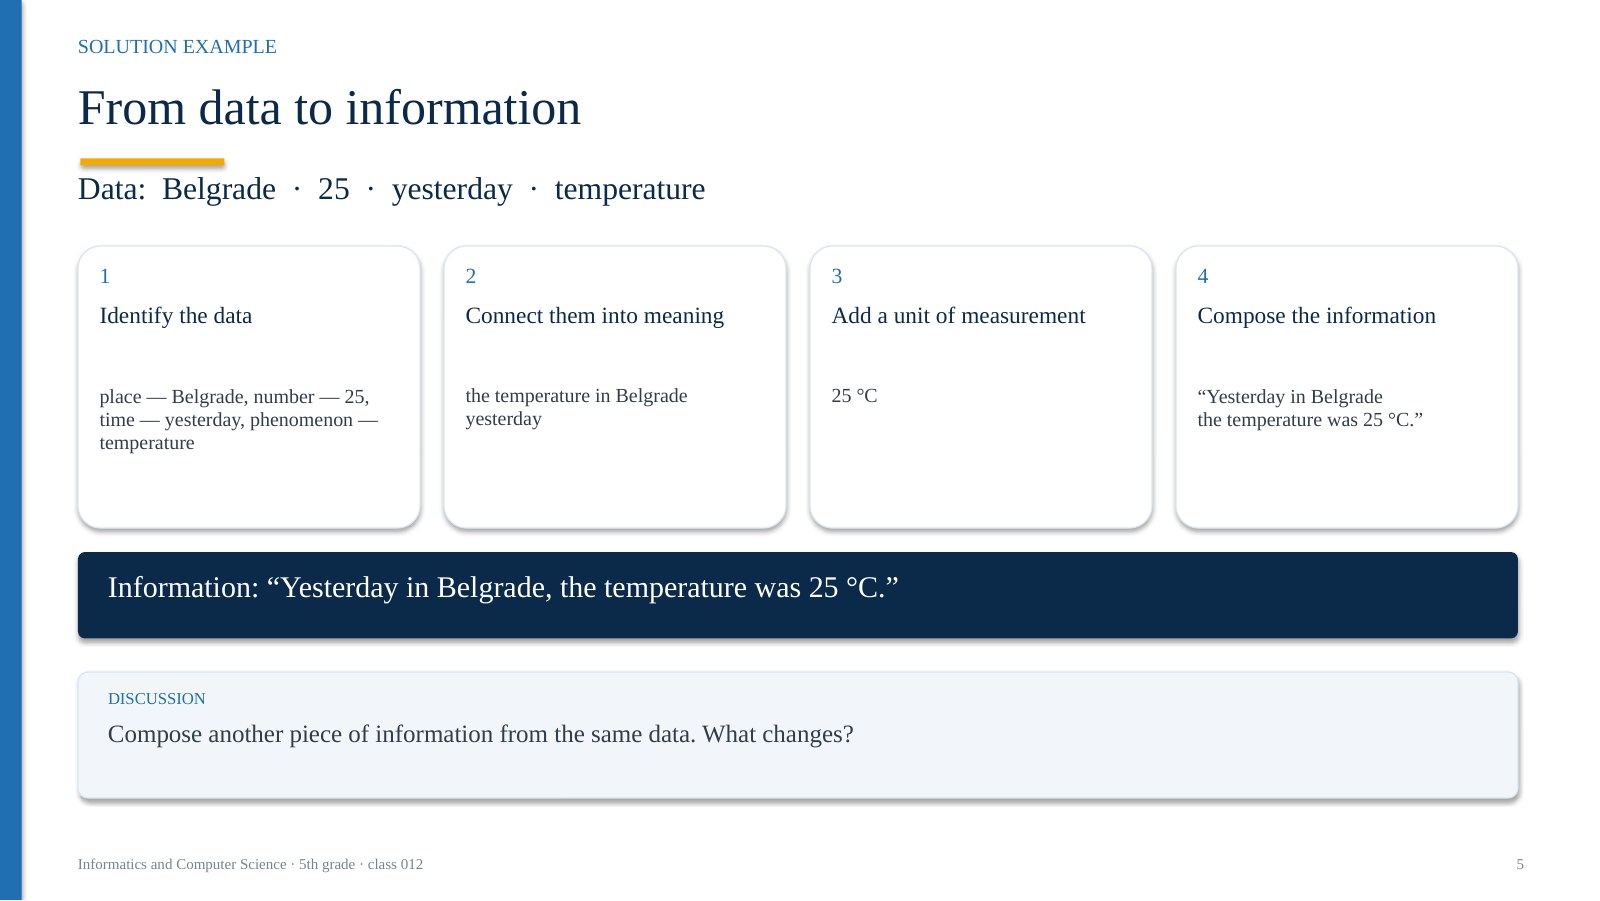 SOLUTION EXAMPLE
From data to information
Data: Belgrade · 25 · yesterday · temperature
1
Identify the data
place — Belgrade, number — 25,
time — yesterday, phenomenon —
temperature
2
Connect them into meaning
the temperature in Belgrade
yesterday
3
Add a unit of measurement
25 °C
4
Compose the information
“Yesterday in Belgrade
the temperature was 25 °C.”
Information: “Yesterday in Belgrade, the temperature was 25 °C.”
DISCUSSION
Compose another piece of information from the same data. What changes?
Informatics and Computer Science · 5th grade · class 012
5